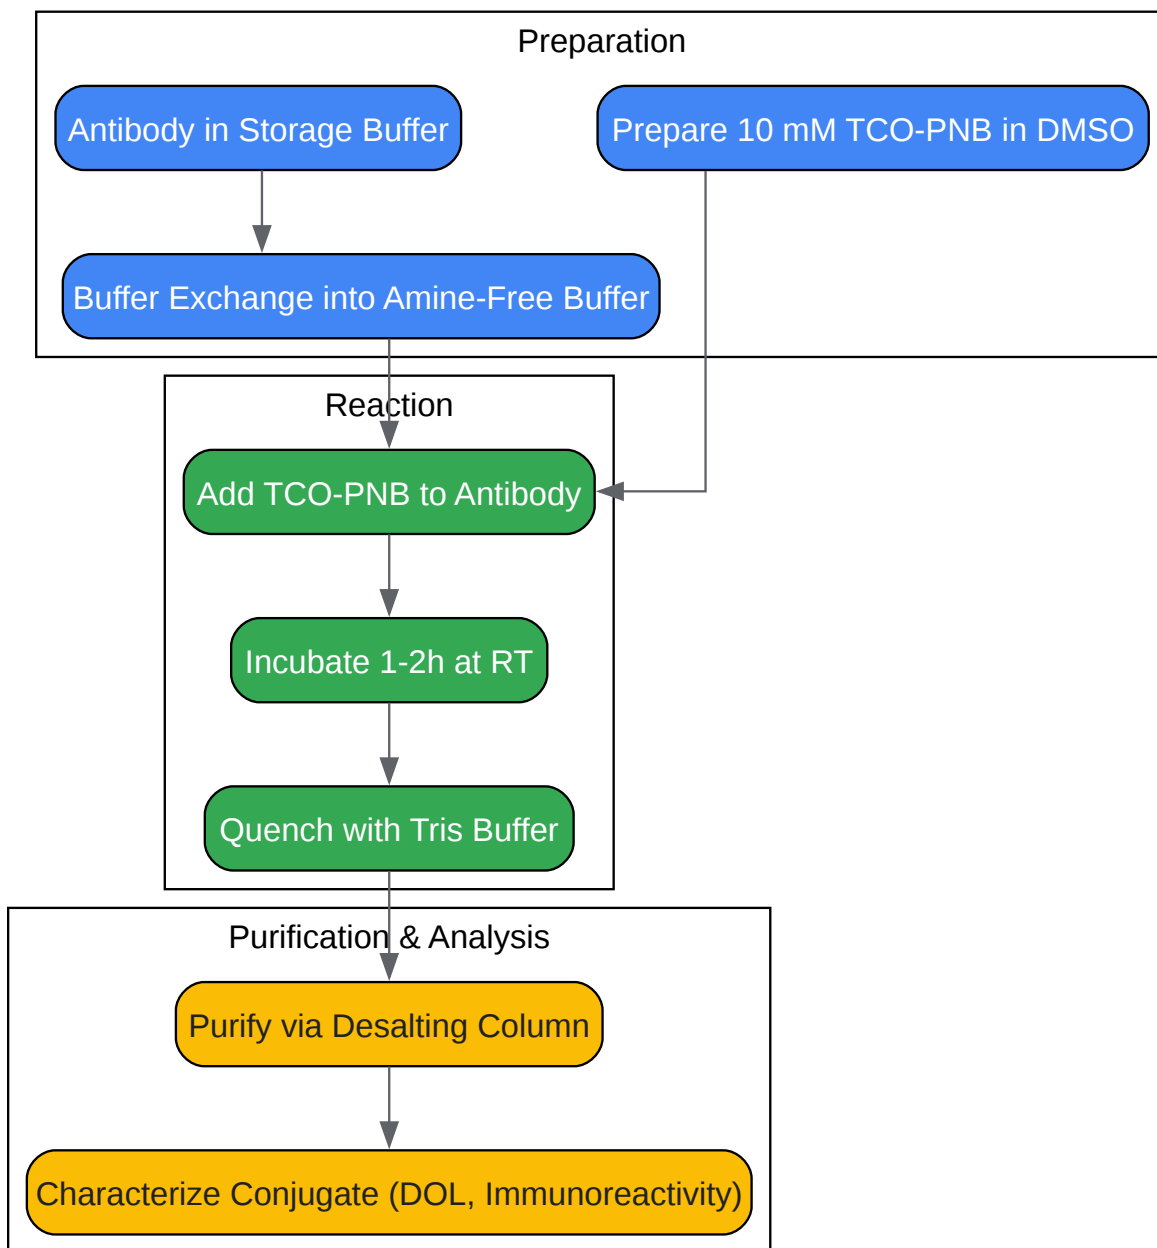 Preparation
Antibody in Storage Buffer
Prepare 10 mM TCO-PNB in DMSO
Buffer Exchange into Amine-Free Buffer
Reaction
Add TCO-PNB to Antibody
Incubate 1-2h at RT
Quench with Tris Buffer
Purification & Analysis
Purify via Desalting Column
Characterize Conjugate (DOL, Immunoreactivity)